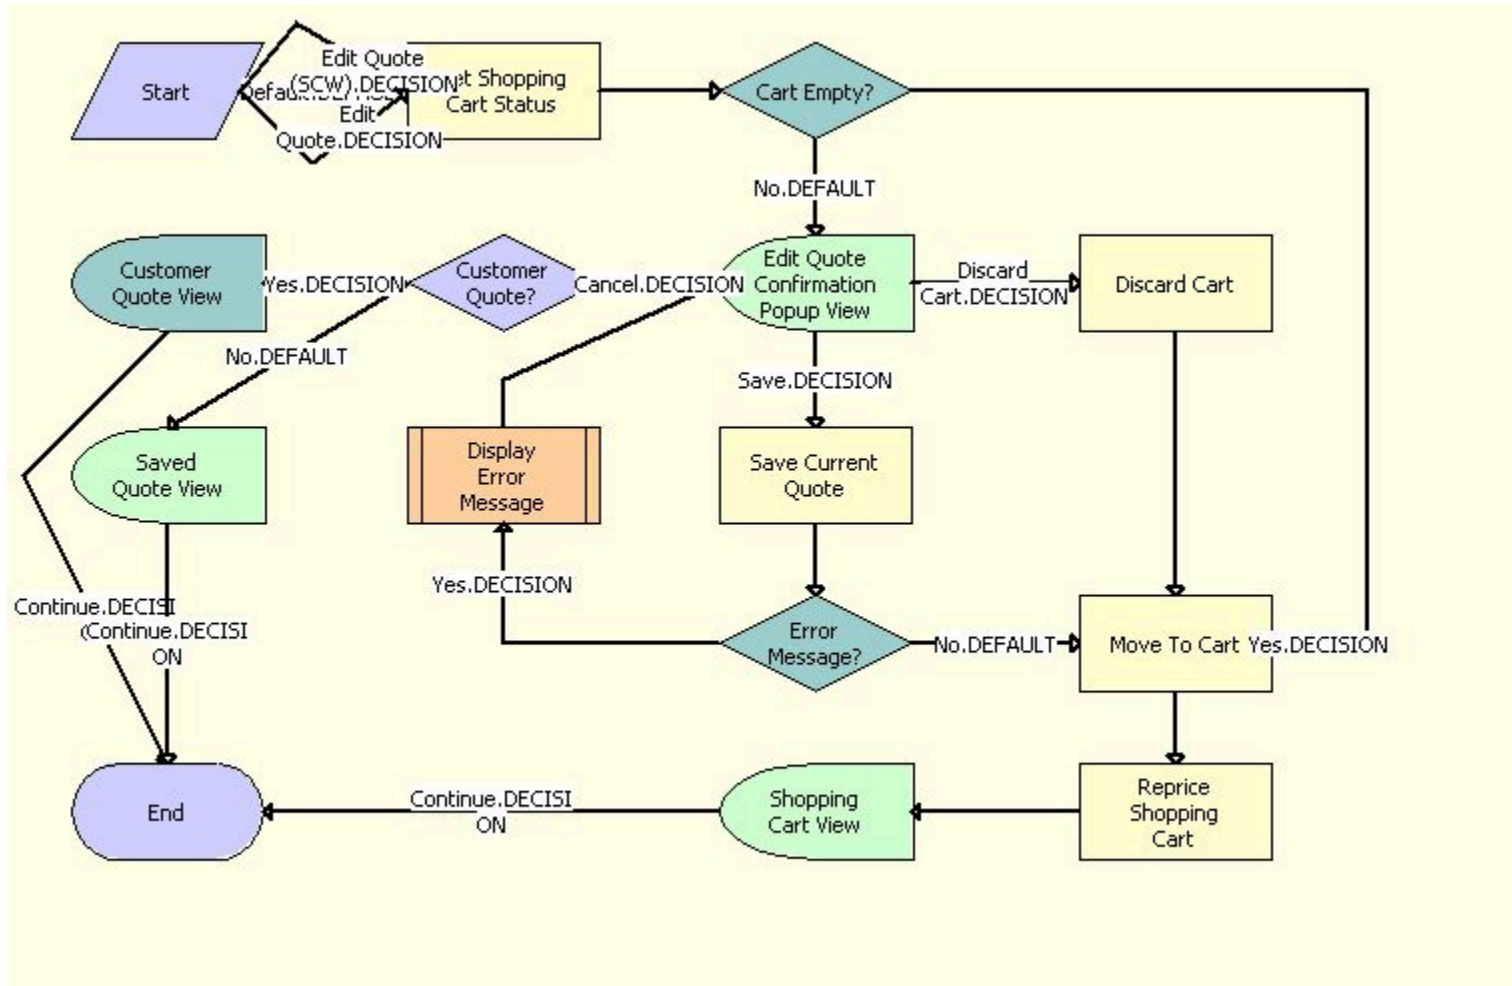 Start
Edit Quote
(SCW).DECISION
Edit
Quote.DECISION
t Shopping
Cart Status
Cart Empty?
No.DEFAULT
Customer
Quote View
Yes.DECISION
Customer
Quote?
Cancel.DECISION
Edit Quote
Confirmation
Popup View
Discard
Cart.DECISION
Discard Cart
No.DEFAULT
Save.DECISION
Saved
Quote View
Display
Error
Message
Save Current
Quote
Yes.DECISION
Continue.DECISI
Continue.DECISI
ON
Error
Message?
No.DEFAULT
Move To Cart
Yes.DECISION
End
Continue.DECISI
ON
Shopping
Cart View
Reprice
Shopping
Cart